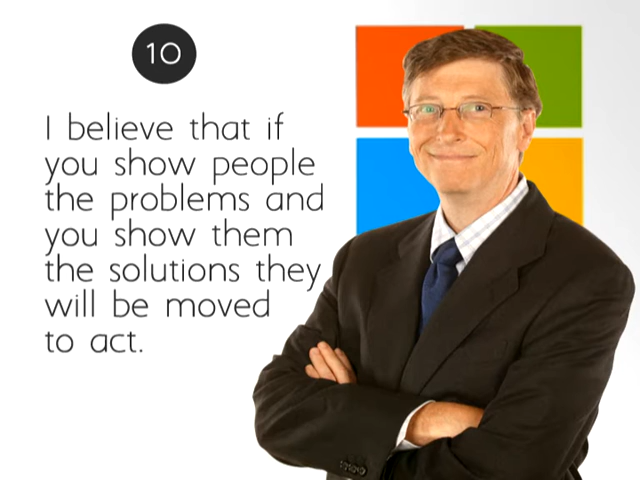 10
I believe that if
you show people
the problems and
you show them
the solutions they
will be moved
to act.